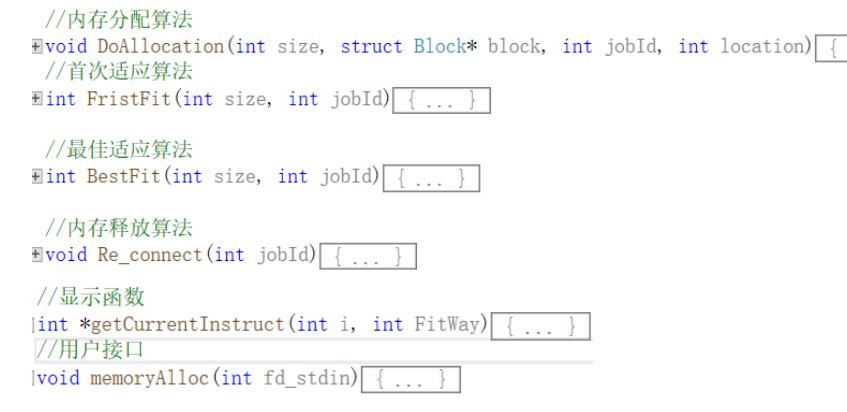 //内存分配算法
void DoAllocation(int size, struct Block* block, int jobId, int location) {
//首次适应算法
int FristFit(int size, int jobId) { ... }
//最佳适应算法
int BestFit(int size, int jobId) { ... }
//内存释放算法
void Re_connect(int jobId) { ... }
//显示函数
int *getCurrentInstruct(int i, int FitWay) { ... }
//用户接口
void memoryAlloc(int fd_stdin) { ... }